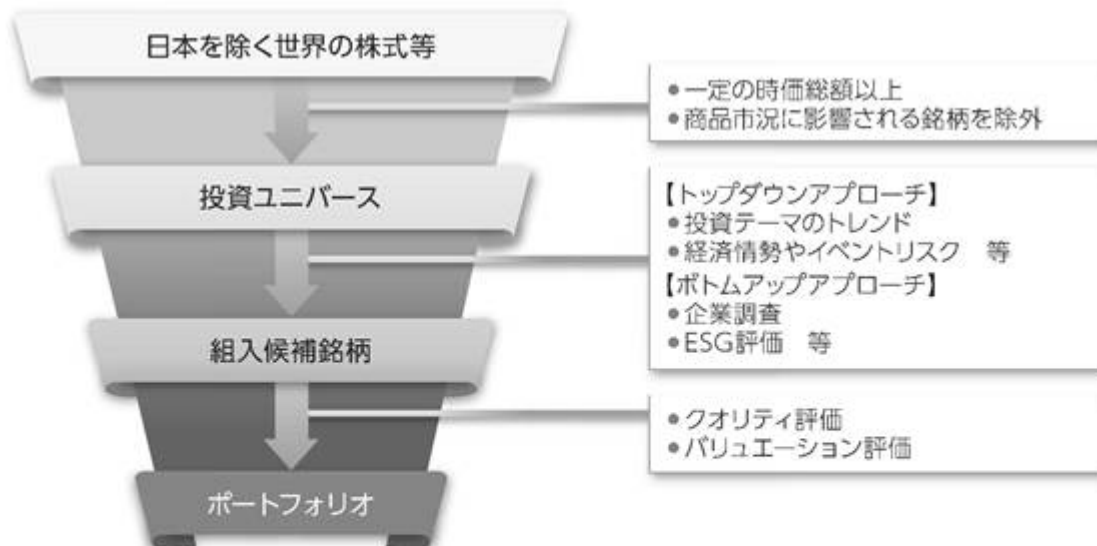 日本を除く世界の株式等
●一定の時価総額以上
●商品市況に影響される銘柄を除外
投資ユニバース
【トップダウンアプローチ】
●投資テーマのトレンド
●経済情勢やイベントリスク　等
【ボトムアップアプローチ】
●企業調査
●ESG評価　等
組入候補銘柄
●クオリティ評価
●バリュエーション評価
ポートフォリオ